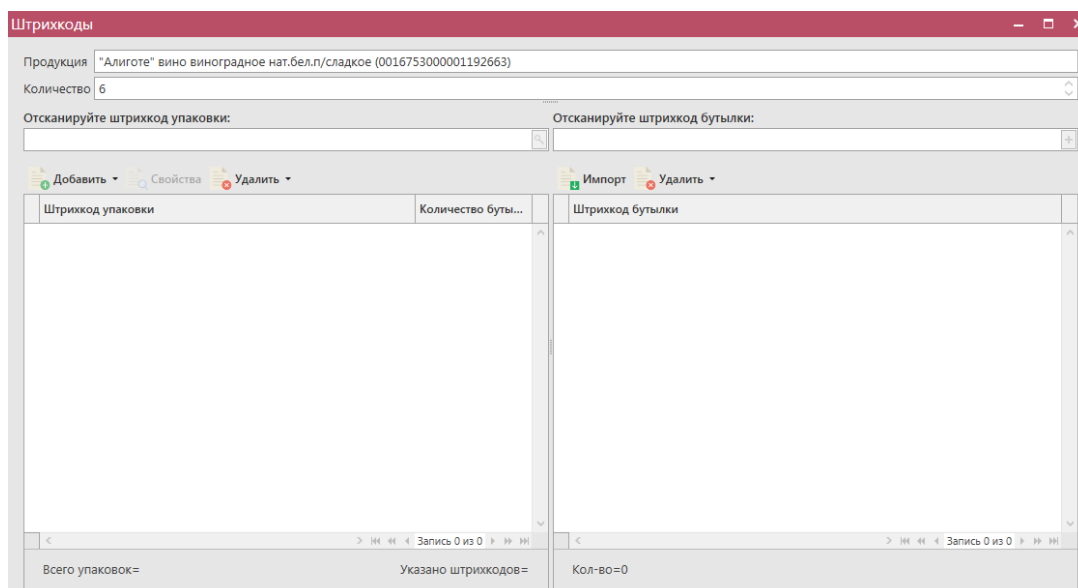 Штрихкоды
Продукция "Алиготе" вино виноградное нат.бел.п/сладкое (0016753000001192663)
Количество 6
Отсканируйте штрихкод упаковки: Отсканируйте штрихкод бутылки:
Добавить Свойства Удалить Импорт Удалить
Штрихкод упаковки Количество буты... Штрихкод бутылки
Запись 0 из 0 Запись 0 из 0
Всего упаковок= Указано штрихкодов= Кол-во=0